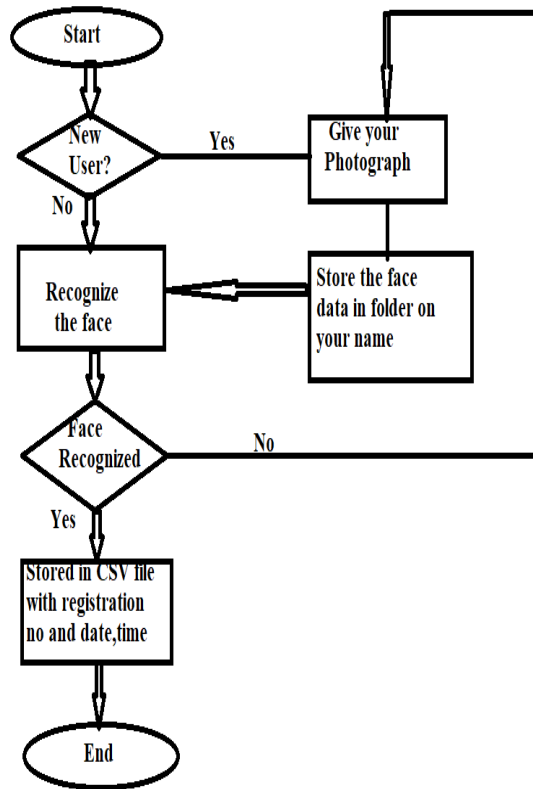 Start
New
User?
Yes
Give your
Photograph
No
Recognize
the face
Store the face
data in folder on
your name
Face
Recognized
No
Yes
Stored in CSV file
with registration
no and date,time
End